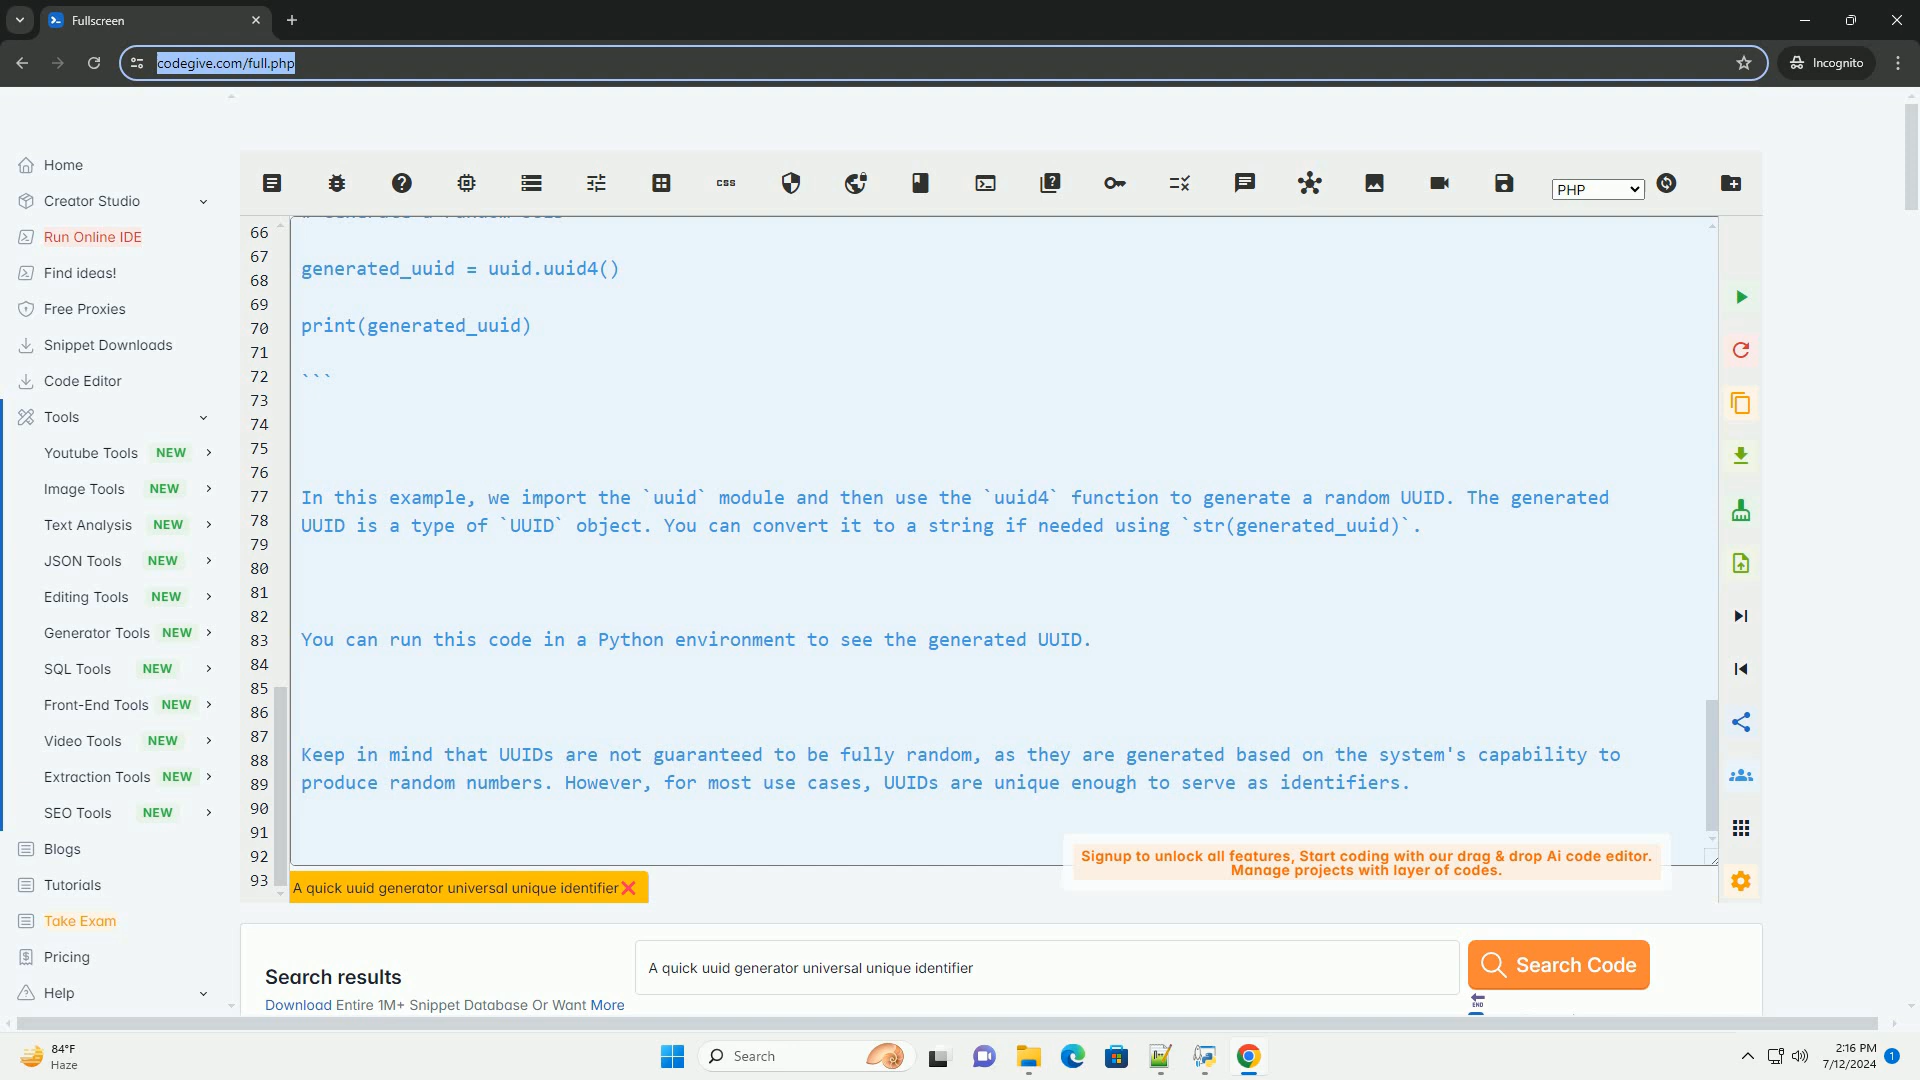 Fullscreen
codegive.com/full.php
Incognito
Home
Creator Studio
Run Online IDE
Find ideas!
Free Proxies
Snippet Downloads
Code Editor
Tools
Youtube Tools NEW
Image Tools NEW
Text Analysis NEW
JSON Tools NEW
Editing Tools NEW
Generator Tools NEW
SQL Tools NEW
Front-End Tools NEW
Video Tools NEW
Extraction Tools NEW
SEO Tools NEW
Blogs
Tutorials
Take Exam
Pricing
Help
css
PHP
66
67
68
69
70
71
72
73
74
75
76
77
78
79
80
81
82
83
84
85
86
87
88
89
90
91
92
93
generated_uuid = uuid.uuid4()
print(generated_uuid)
```
In this example, we import the `uuid` module and then use the `uuid4` function to generate a random UUID. The generated
UUID is a type of `UUID` object. You can convert it to a string if needed using `str(generated_uuid)`.
You can run this code in a Python environment to see the generated UUID.
Keep in mind that UUIDs are not guaranteed to be fully random, as they are generated based on the system's capability to
produce random numbers. However, for most use cases, UUIDs are unique enough to serve as identifiers.
Signup to unlock all features, Start coding with our drag & drop Ai code editor.
Manage projects with layer of codes.
A quick uuid generator universal unique identifier❌
Search results
Download Entire 1M+ Snippet Database Or Want More
A quick uuid generator universal unique identifier
Search Code
END
84°F
Haze
Search
2:16 PM
7/12/2024
1